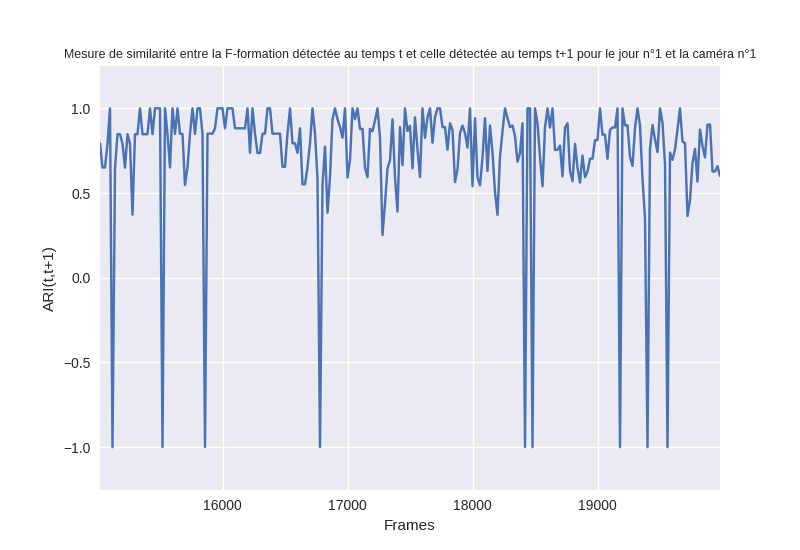 Mesure de similarité entre la F-formation détectée au temps t et celle détectée au temps t+1 pour le jour n°1 et la caméra n°1
1.0
0.5
0.0
−0.5
−1.0
ARI(t,t+1)
16000 17000 18000 19000
Frames